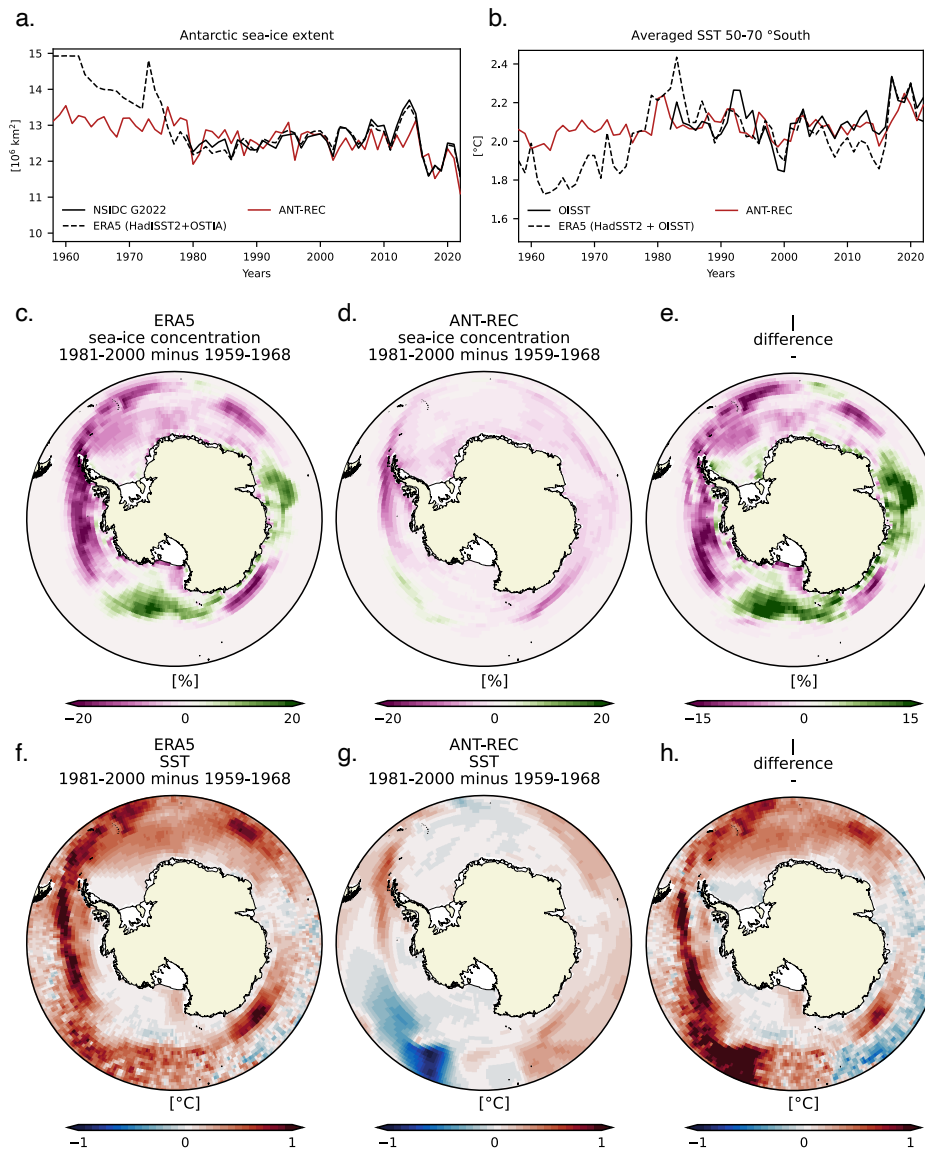 a.
Antarctic sea-ice extent
15
14
13
12
11
10
[10⁶ km²]
NSIDC G2022
ERA5 (HadISST2+OSTIA)
ANT-REC
1960 1970 1980 1990 2000 2010 2020
Years
b.
Averaged SST 50-70 °South
2.4
2.2
2.0
1.8
1.6
[°C]
OISST
ERA5 (HadSST2 + OISST)
ANT-REC
1960 1970 1980 1990 2000 2010 2020
Years
c.
ERA5
sea-ice concentration
1981-2000 minus 1959-1968
[%]
−20 0 20
d.
ANT-REC
sea-ice concentration
1981-2000 minus 1959-1968
[%]
−20 0 20
e.
|
difference
-
[%]
−15 0 15
f.
ERA5
SST
1981-2000 minus 1959-1968
[°C]
−1 0 1
g.
ANT-REC
SST
1981-2000 minus 1959-1968
[°C]
−1 0 1
h.
|
difference
-
[°C]
−1 0 1